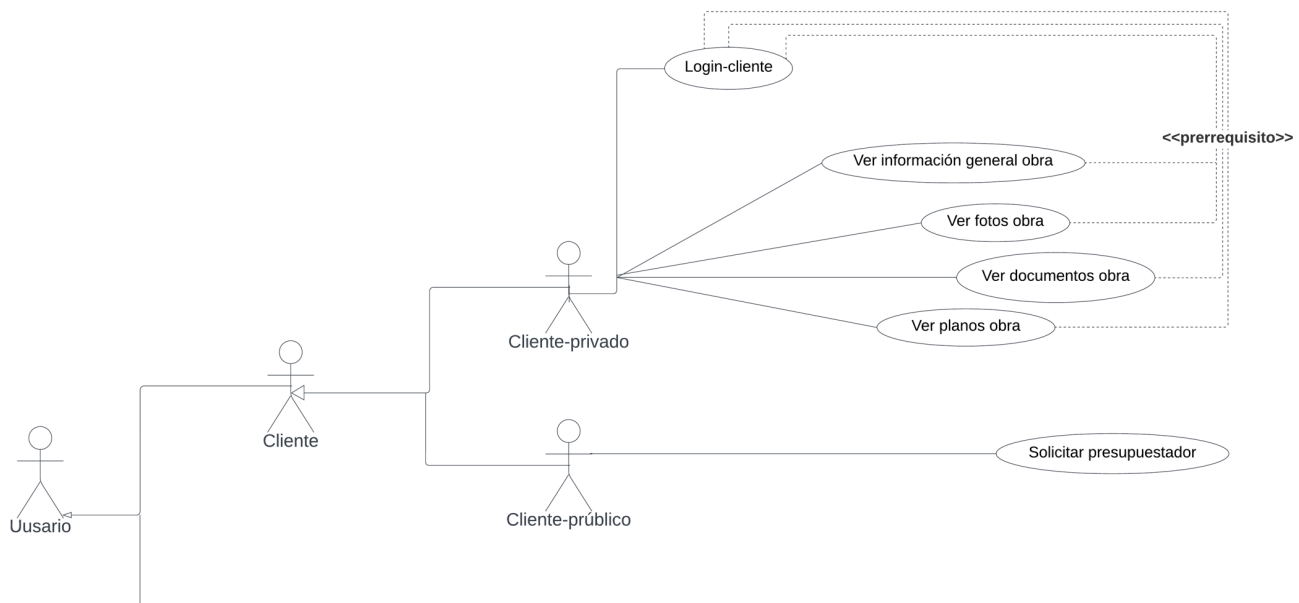 Login-cliente
<<prerrequisito>>
Ver información general obra
Ver fotos obra
Ver documentos obra
Ver planos obra
Cliente-privado
Cliente
Solicitar presupuestador
Cliente-prúblico
Uusario